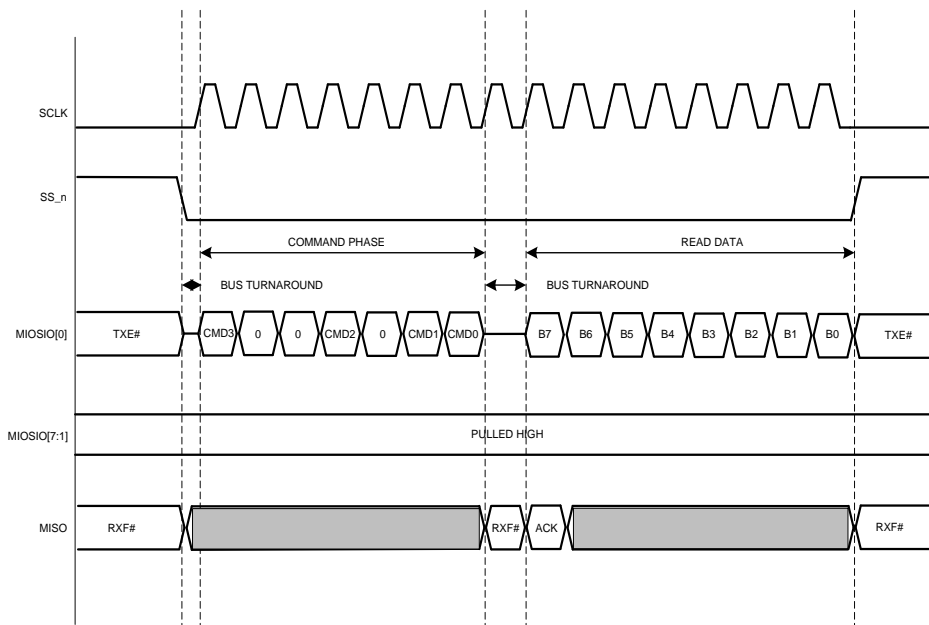 SCLK
SS_n
COMMAND PHASE READ DATA
BUS TURNAROUND BUS TURNAROUND
MIOSIO[0] TXE# CMD3 0 0 CMD2 0 CMD1 CMD0 B7 B6 B5 B4 B3 B2 B1 B0 TXE#
MIOSIO[7:1] PULLED HIGH
MISO RXF# RXF# ACK RXF#